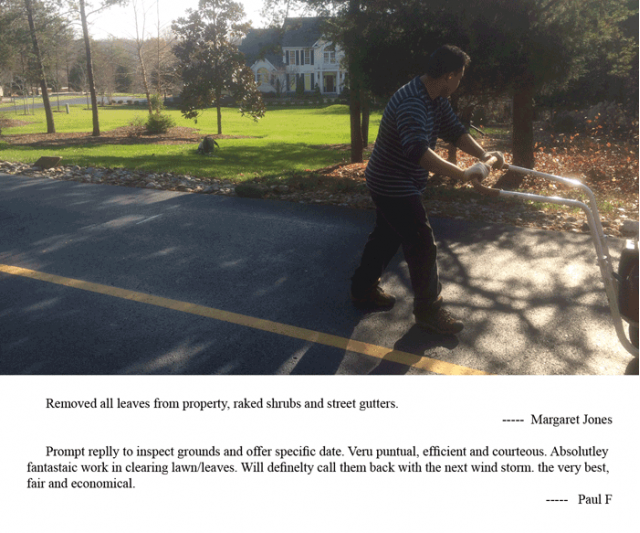 Removed all leaves from property, raked shrubs and street gutters.
----- Margaret Jones
Prompt replly to inspect grounds and offer specific date. Veru puntual, efficient and courteous. Absolutley
fantastaic work in clearing lawn/leaves. Will definelty call them back with the next wind storm. the very best,
fair and economical.
----- Paul F